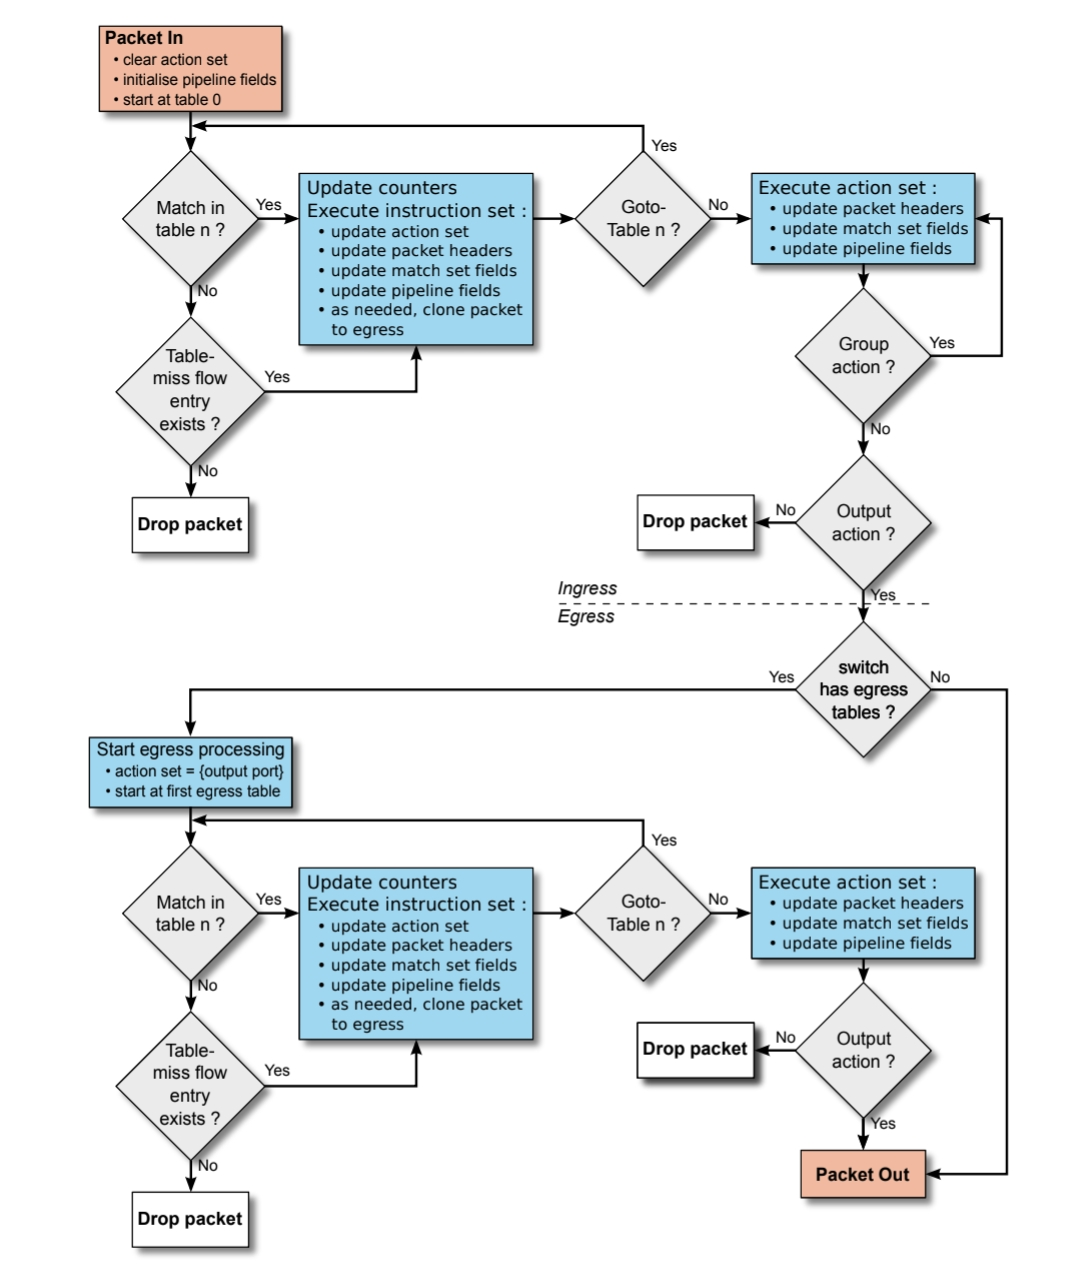 Packet In
• clear action set
• initialise pipeline fields
• start at table 0
Yes
Match in
table n ?
Yes
Update counters
Execute instruction set :
• update action set
• update packet headers
• update match set fields
• update pipeline fields
• as needed, clone packet
to egress
Goto-
Table n ?
No
Execute action set :
• update packet headers
• update match set fields
• update pipeline fields
No
Table-
miss flow
entry
exists ?
Yes
Group
action ?
Yes
No
No
Drop packet
Output
action ?
No
Drop packet
Yes
Ingress
Egress
switch
has egress
tables ?
Yes
No
Start egress processing
• action set = {output port}
• start at first egress table
Yes
Match in
table n ?
Yes
Update counters
Execute instruction set :
• update action set
• update packet headers
• update match set fields
• update pipeline fields
• as needed, clone packet
to egress
Goto-
Table n ?
No
Execute action set :
• update packet headers
• update match set fields
• update pipeline fields
No
Table-
miss flow
entry
exists ?
Yes
Output
action ?
No
Drop packet
Yes
No
Drop packet
Packet Out